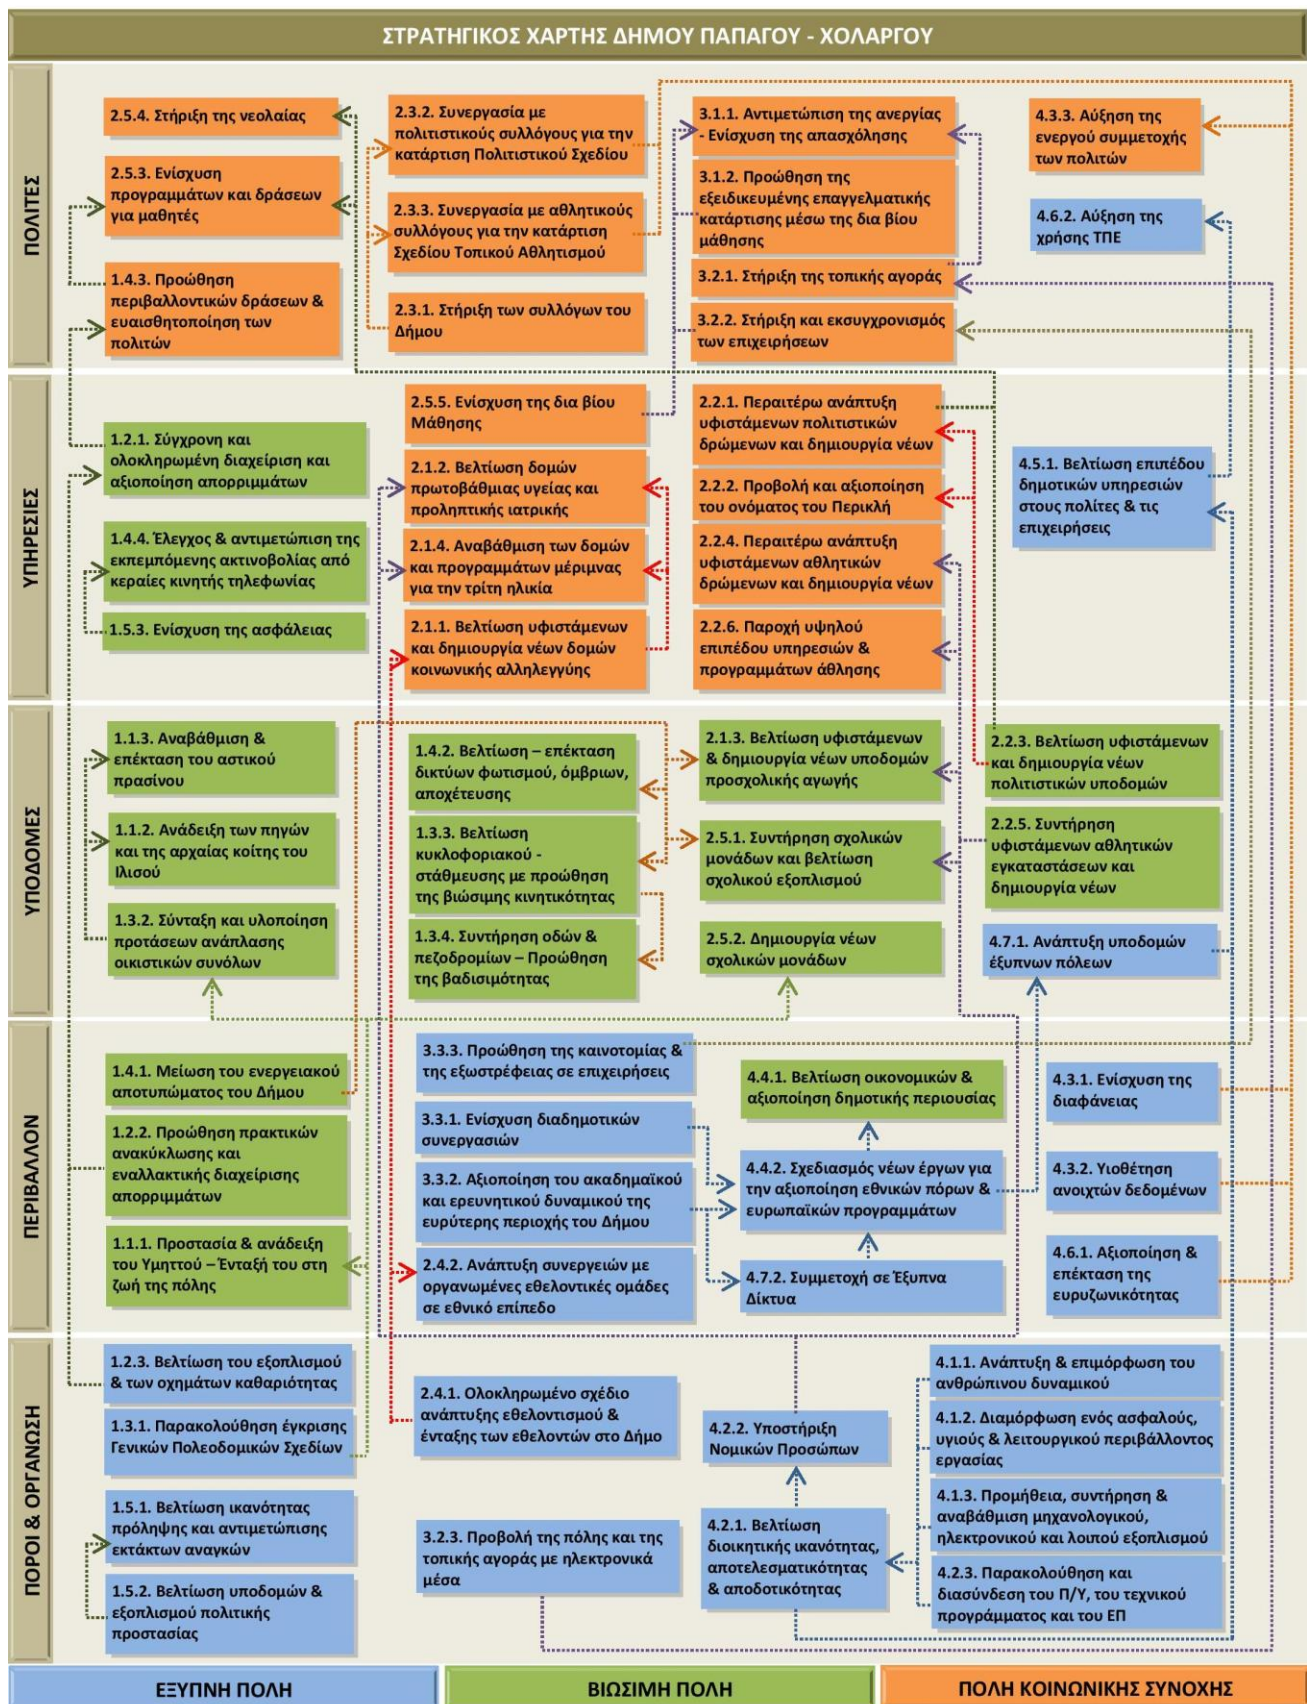 ΣΤΡΑΤΗΓΙΚΟΣ ΧΑΡΤΗΣ ΔΗΜΟΥ ΠΑΠΑΓΟΥ - ΧΟΛΑΡΓΟΥ
ΠΟΛΙΤΕΣ
2.5.4. Στήριξη της νεολαίας
2.5.3. Ενίσχυση
προγραμμάτων και δράσεων
για μαθητές
1.4.3. Προώθηση
περιβαλλοντικών δράσεων &
ευαισθητοποίηση των
πολιτών
2.3.2. Συνεργασία με
πολιτιστικούς συλλόγους για την
κατάρτιση Πολιτιστικού Σχεδίου
2.3.3. Συνεργασία με αθλητικούς
συλλόγους για την κατάρτιση
Σχεδίου Τοπικού Αθλητισμού
2.3.1. Στήριξη των συλλόγων του
Δήμου
3.1.1. Αντιμετώπιση της ανεργίας
- Ενίσχυση της απασχόλησης
3.1.2. Προώθηση της
εξειδικευμένης επαγγελματικής
κατάρτισης μέσω της δια βίου
μάθησης
3.2.1. Στήριξη της τοπικής αγοράς
3.2.2. Στήριξη και εκσυγχρονισμός
των επιχειρήσεων
4.3.3. Αύξηση της
ενεργού συμμετοχής
των πολιτών
4.6.2. Αύξηση της
χρήσης ΤΠΕ
ΥΠΗΡΕΣΙΕΣ
1.2.1. Σύγχρονη και
ολοκληρωμένη διαχείριση και
αξιοποίηση απορριμμάτων
1.4.4. Έλεγχος & αντιμετώπιση της
εκπεμπόμενης ακτινοβολίας από
κεραίες κινητής τηλεφωνίας
1.5.3. Ενίσχυση της ασφάλειας
2.5.5. Ενίσχυση της δια βίου
Μάθησης
2.1.2. Βελτίωση δομών
πρωτοβάθμιας υγείας και
προληπτικής ιατρικής
2.1.4. Αναβάθμιση των δομών
και προγραμμάτων μέριμνας
για την τρίτη ηλικία
2.1.1. Βελτίωση υφιστάμενων
και δημιουργία νέων δομών
κοινωνικής αλληλεγγύης
2.2.1. Περαιτέρω ανάπτυξη
υφιστάμενων πολιτιστικών
δρώμενων και δημιουργία νέων
2.2.2. Προβολή και αξιοποίηση
του ονόματος του Περικλή
2.2.4. Περαιτέρω ανάπτυξη
υφιστάμενων αθλητικών
δρώμενων και δημιουργία νέων
2.2.6. Παροχή υψηλού
επιπέδου υπηρεσιών &
προγραμμάτων άθλησης
4.5.1. Βελτίωση επιπέδου
δημοτικών υπηρεσιών
στους πολίτες & τις
επιχειρήσεις
ΥΠΟΔΟΜΕΣ
1.1.3. Αναβάθμιση &
επέκταση του αστικού
πρασίνου
1.1.2. Ανάδειξη των πηγών
και της αρχαίας κοίτης του
Ιλισού
1.3.2. Σύνταξη και υλοποίηση
προτάσεων ανάπλασης
οικιστικών συνόλων
1.4.2. Βελτίωση – επέκταση
δικτύων φωτισμού, όμβριων,
αποχέτευσης
1.3.3. Βελτίωση
κυκλοφοριακού -
στάθμευσης με προώθηση
της βιώσιμης κινητικότητας
1.3.4. Συντήρηση οδών &
πεζοδρομίων – Προώθηση
της βαδισιμότητας
2.1.3. Βελτίωση υφιστάμενων
& δημιουργία νέων υποδομών
προσχολικής αγωγής
2.5.1. Συντήρηση σχολικών
μονάδων και βελτίωση
σχολικού εξοπλισμού
2.5.2. Δημιουργία νέων
σχολικών μονάδων
2.2.3. Βελτίωση υφιστάμενων
και δημιουργία νέων
πολιτιστικών υποδομών
2.2.5. Συντήρηση
υφιστάμενων αθλητικών
εγκαταστάσεων και
δημιουργία νέων
4.7.1. Ανάπτυξη υποδομών
έξυπνων πόλεων
ΠΕΡΙΒΑΛΛΟΝ
1.4.1. Μείωση του ενεργειακού
αποτυπώματος του Δήμου
1.2.2. Προώθηση πρακτικών
ανακύκλωσης και
εναλλακτική διαχείρισης
απορριμμάτων
1.1.1. Προστασία & ανάδειξη
του Υμηττού – Ένταξή του στη
ζωή της πόλης
3.3.3. Προώθηση της καινοτομίας &
της εξωστρέφειας σε επιχειρήσεις
3.3.1. Ενίσχυση διαδημοτικών
συνεργασιών
3.3.2. Αξιοποίηση του ακαδημαϊκού
και ερευνητικού δυναμικού της
ευρύτερης περιοχής του Δήμου
2.4.2. Ανάπτυξη συνεργειών με
οργανωμένες εθελοντικές ομάδες
σε εθνικό επίπεδο
4.4.1. Βελτίωση οικονομικών &
αξιοποίηση δημοτικής περιουσίας
4.4.2. Σχεδιασμός νέων έργων για
την αξιοποίηση εθνικών πόρων &
ευρωπαϊκών προγραμμάτων
4.7.2. Συμμετοχή σε Έξυπνα
Δίκτυα
4.3.1. Ενίσχυση της
διαφάνειας
4.3.2. Υιοθέτηση
ανοιχτών δεδομένων
4.6.1. Αξιοποίηση &
επέκταση της
ευρυζωνικότητας
ΠΟΡΟΙ & ΟΡΓΑΝΩΣΗ
1.2.3. Βελτίωση του εξοπλισμού
& των οχημάτων καθαριότητας
1.3.1. Παρακολούθηση έγκρισης
Γενικών Πολεοδομικών Σχεδίων
1.5.1. Βελτίωση ικανότητας
πρόληψης και αντιμετώπισης
εκτάκτων αναγκών
1.5.2. Βελτίωση υποδομών &
εξοπλισμού πολιτικής
προστασίας
2.4.1. Ολοκληρωμένο σχέδιο
ανάπτυξης εθελοντισμού &
ένταξης των εθελοντών στο Δήμο
3.2.3. Προβολή της πόλης και της
τοπικής αγοράς με ηλεκτρονικά
μέσα
4.2.2. Υποστήριξη
Νομικών Προσώπων
4.2.1. Βελτίωση
διοικητικής ικανότητας,
αποτελεσματικότητας
& αποδοτικότητας
4.1.1. Ανάπτυξη & επιμόρφωση του
ανθρώπινου δυναμικού
4.1.2. Διαμόρφωση ενός ασφαλούς,
υγιούς & λειτουργικού περιβάλλοντος
εργασίας
4.1.3. Προμήθεια, συντήρηση &
αναβάθμιση μηχανολογικού,
ηλεκτρονικού και λοιπού εξοπλισμού
4.2.3. Παρακολούθηση και
διασύνδεση του Π/Υ, του τεχνικού
προγράμματος και του ΕΠ
ΕΞΥΠΝΗ ΠΟΛΗ
ΒΙΩΣΙΜΗ ΠΟΛΗ
ΠΟΛΗ ΚΟΙΝΩΝΙΚΗΣ ΣΥΝΟΧΗΣ